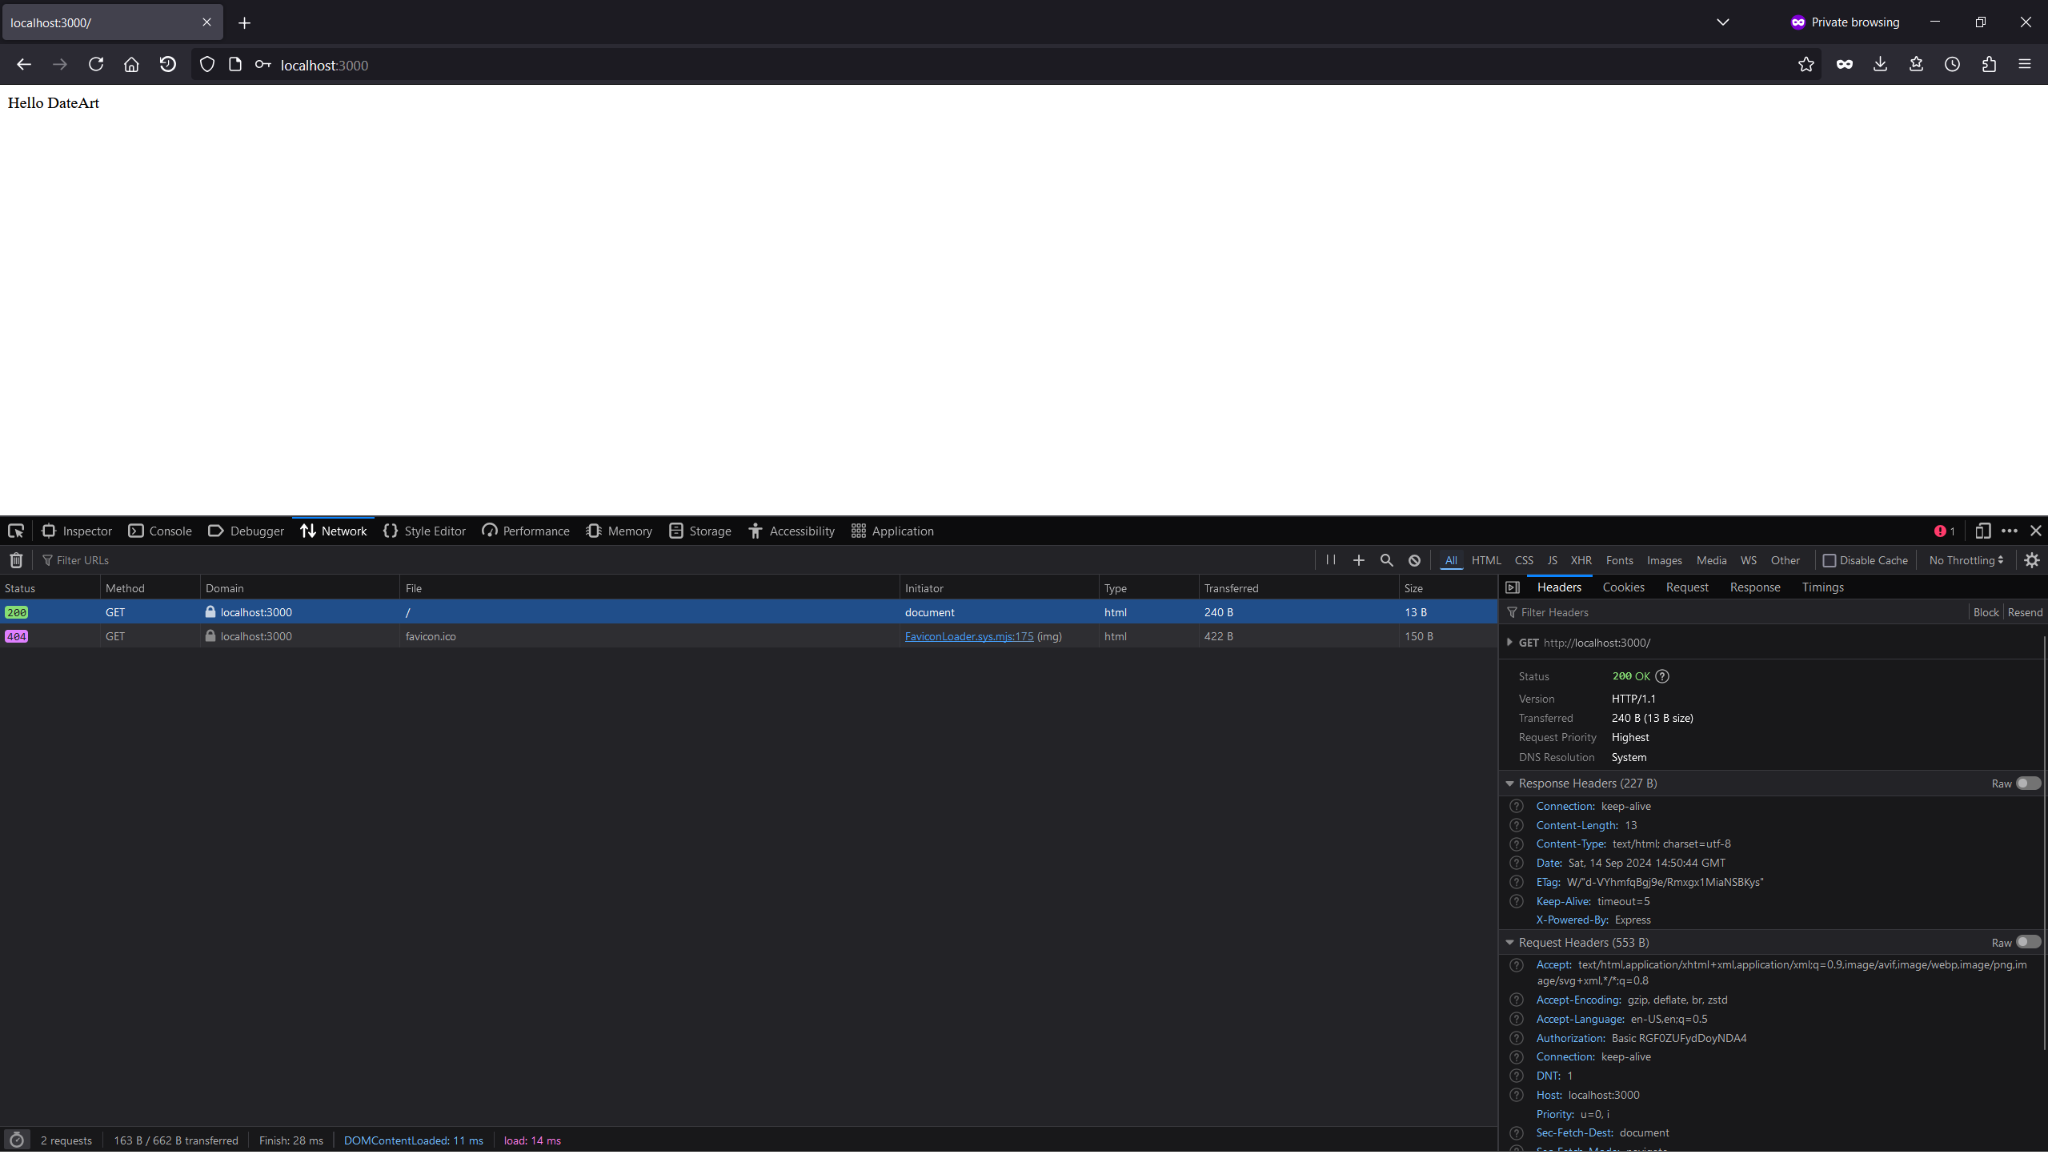 localhost:3000/
Private browsing
localhost:3000
Hello DateArt
Inspector Console Debugger Network Style Editor Performance Memory Storage Accessibility Application 1
Filter URLs All HTML CSS JS XHR Fonts Images Media WS Other Disable Cache No Throttling
Status Method Domain File Initiator Type Transferred Size
200 GET localhost:3000 / document html 240 B 13 B
404 GET localhost:3000 favicon.ico FaviconLoader.sys.mjs:175 (img) html 422 B 150 B
Headers Cookies Request Response Timings
Filter Headers Block Resend
GET http://localhost:3000/
Status 200 OK
Version HTTP/1.1
Transferred 240 B (13 B size)
Request Priority Highest
DNS Resolution System
Response Headers (227 B) Raw
Connection: keep-alive
Content-Length: 13
Content-Type: text/html; charset=utf-8
Date: Sat, 14 Sep 2024 14:50:44 GMT
ETag: W/"d-VYhmfqBgj9e/Rmxgx1MiaNSBKys"
Keep-Alive: timeout=5
X-Powered-By: Express
Request Headers (553 B) Raw
Accept: text/html,application/xhtml+xml,application/xml;q=0.9,image/avif,image/webp,image/png,im
age/svg+xml,*/*;q=0.8
Accept-Encoding: gzip, deflate, br, zstd
Accept-Language: en-US,en;q=0.5
Authorization: Basic RGF0ZUFydDoyNDA4
Connection: keep-alive
DNT: 1
Host: localhost:3000
Priority: u=0, i
Sec-Fetch-Dest: document
Sec-Fetch-Mode: navigate
2 requests 163 B / 662 B transferred Finish: 28 ms DOMContentLoaded: 11 ms load: 14 ms